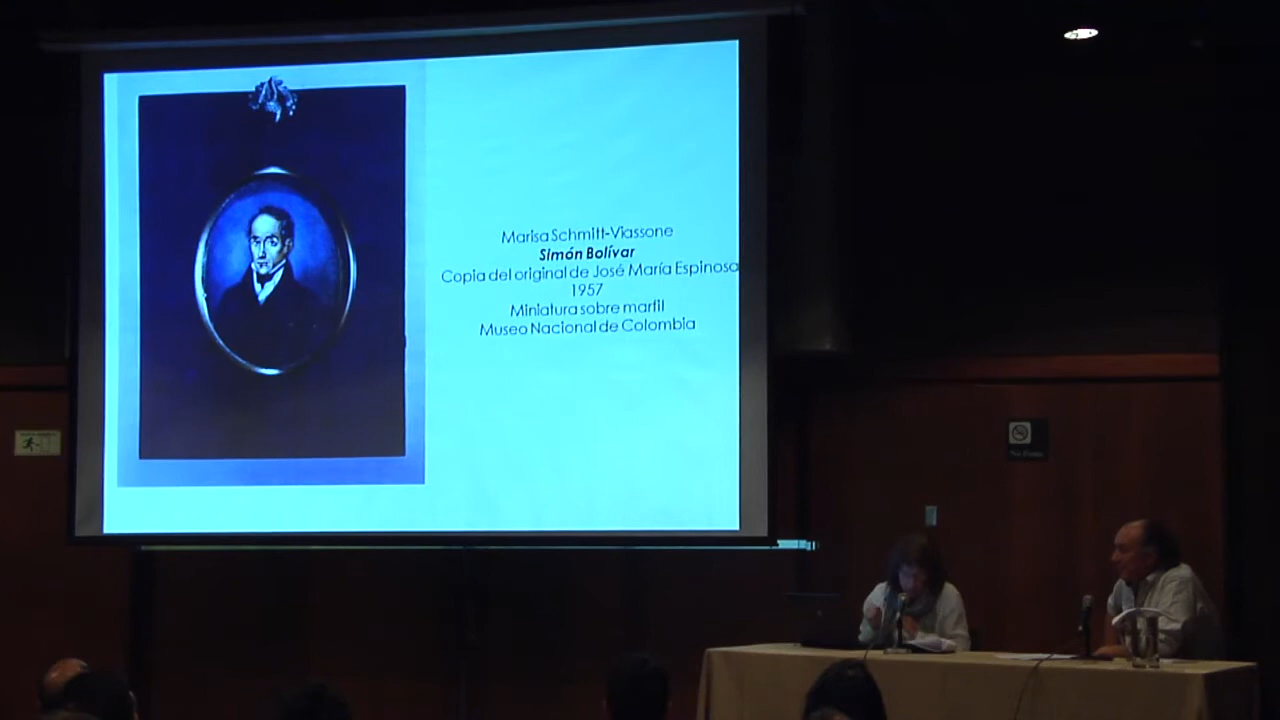 Marisa Schmitt-Viassone
Simón Bolívar
Copia del original de José María Espinosa
1957
Miniatura sobre marfil
Museo Nacional de Colombia